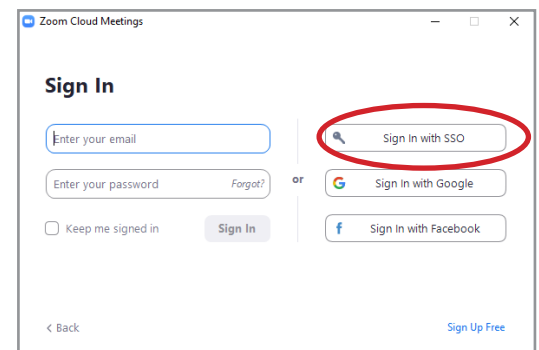 Zoom Cloud Meetings
Sign In
Enter your email
Sign In with SSO
Enter your password Forgot?
or
Sign In with Google
Keep me signed in
Sign In
Sign In with Facebook
< Back
Sign Up Free